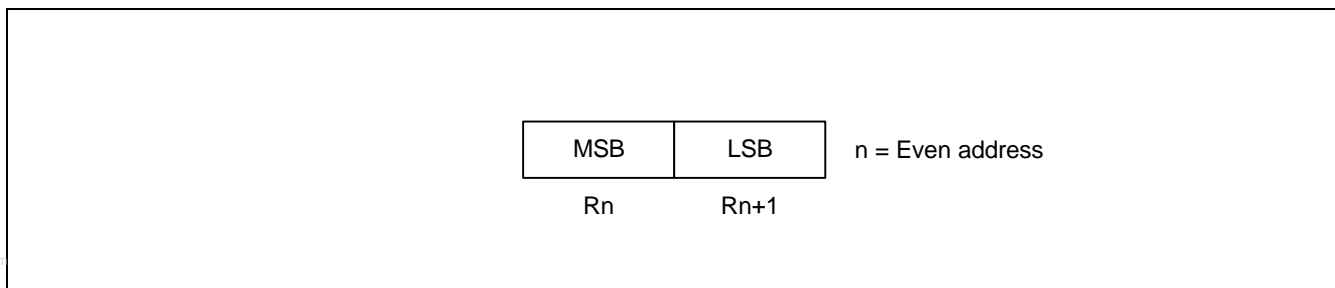 MSB LSB n = Even address
Rn Rn+1